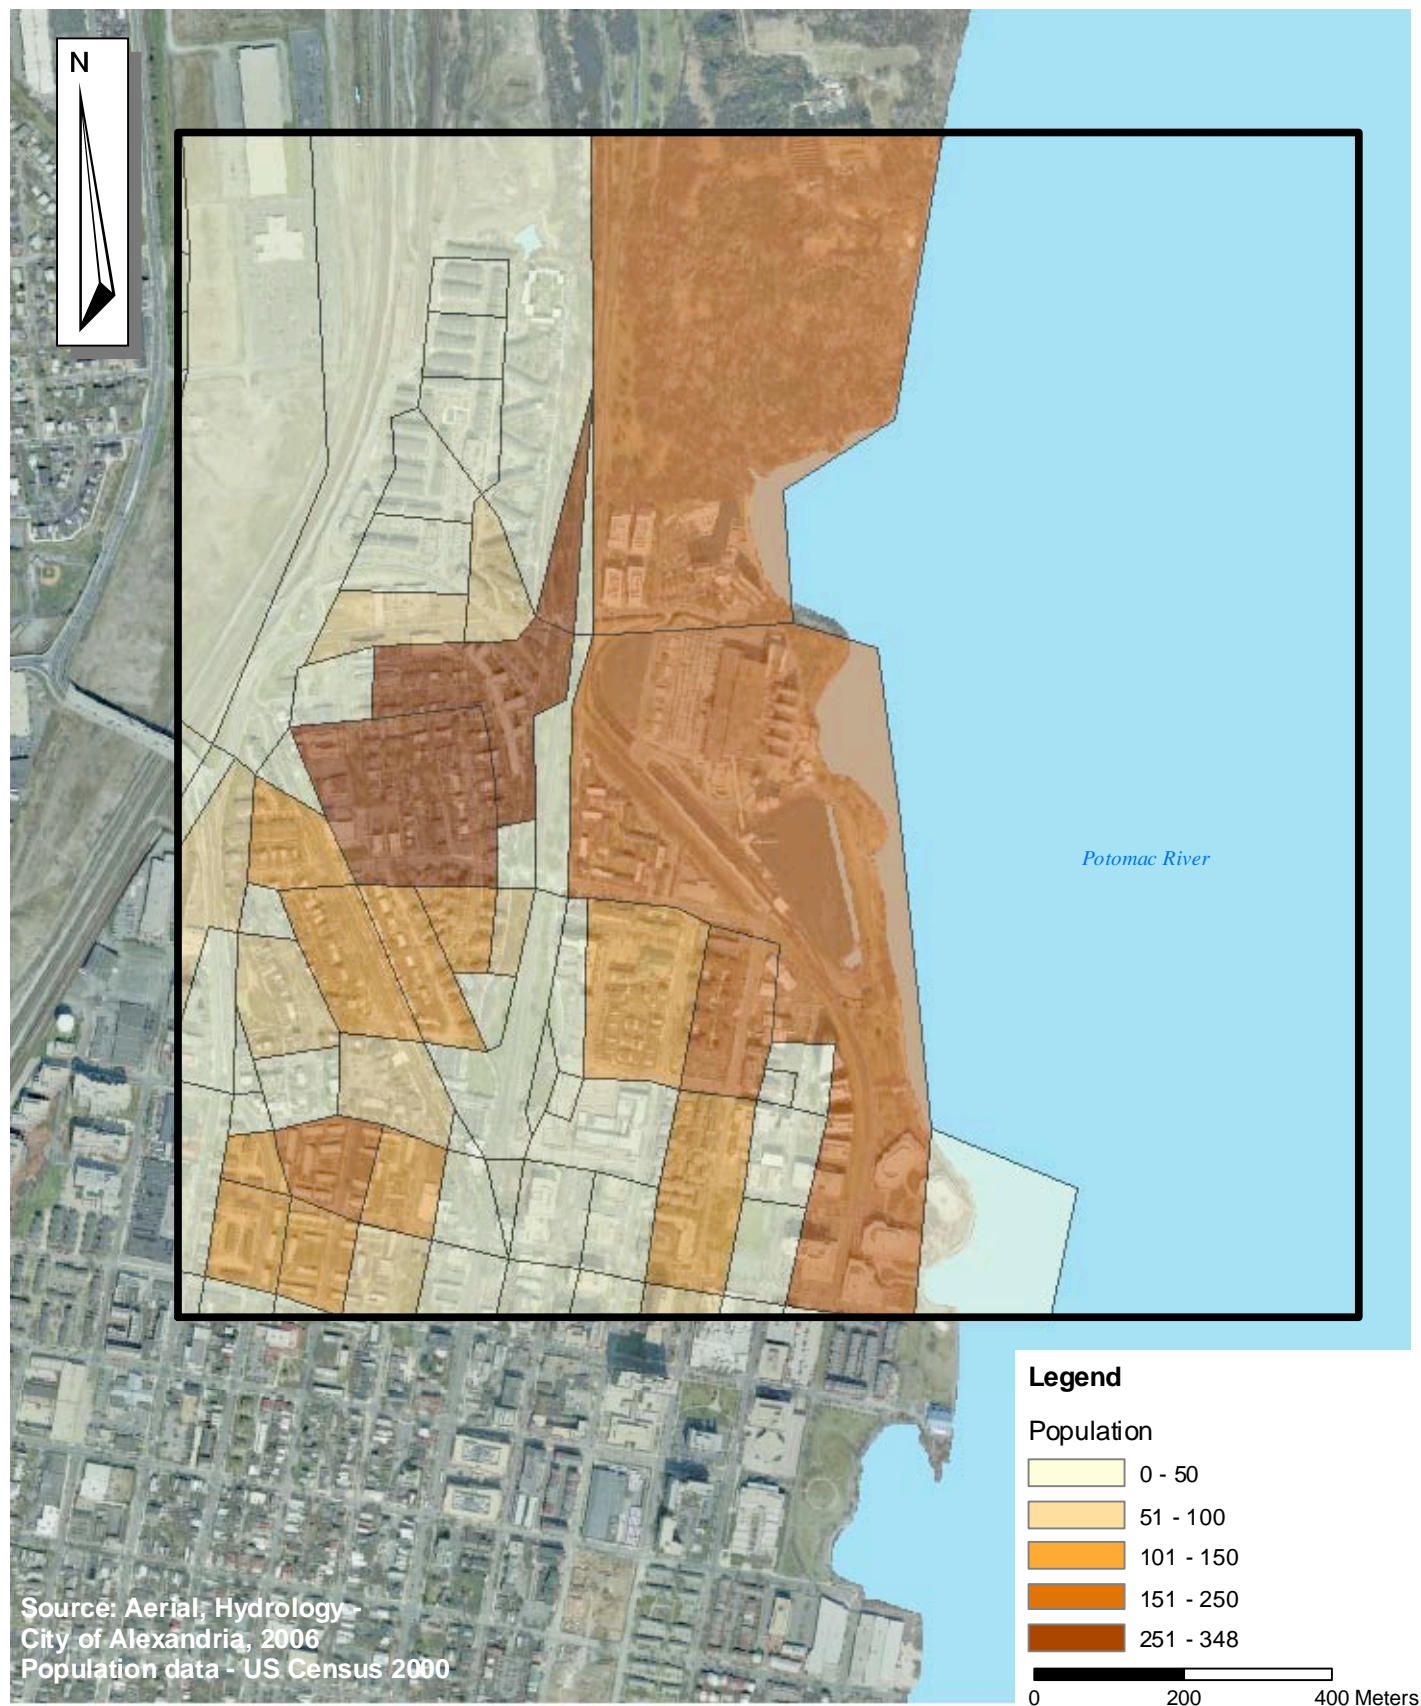 N
Potomac River
Legend
Population
0 - 50
51 - 100
101 - 150
151 - 250
251 - 348
0 200 400 Meters
Source: Aerial, Hydrology -
City of Alexandria, 2006
Population data - US Census 2000